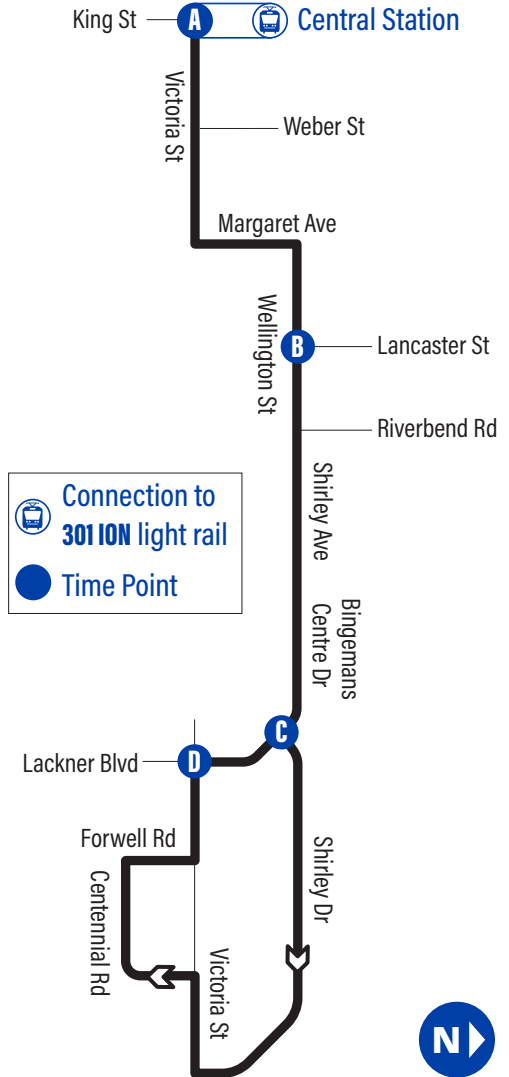 King St
A
Central Station
Victoria St
Weber St
Margaret Ave
Wellington St
B
Lancaster St
Riverbend Rd
Connection to
301 ION light rail
Time Point
Shirley Ave
Bingemans
Centre Dr
C
Lackner Blvd
D
Forwell Rd
Shirley Dr
Centennial Rd
Victoria St
N